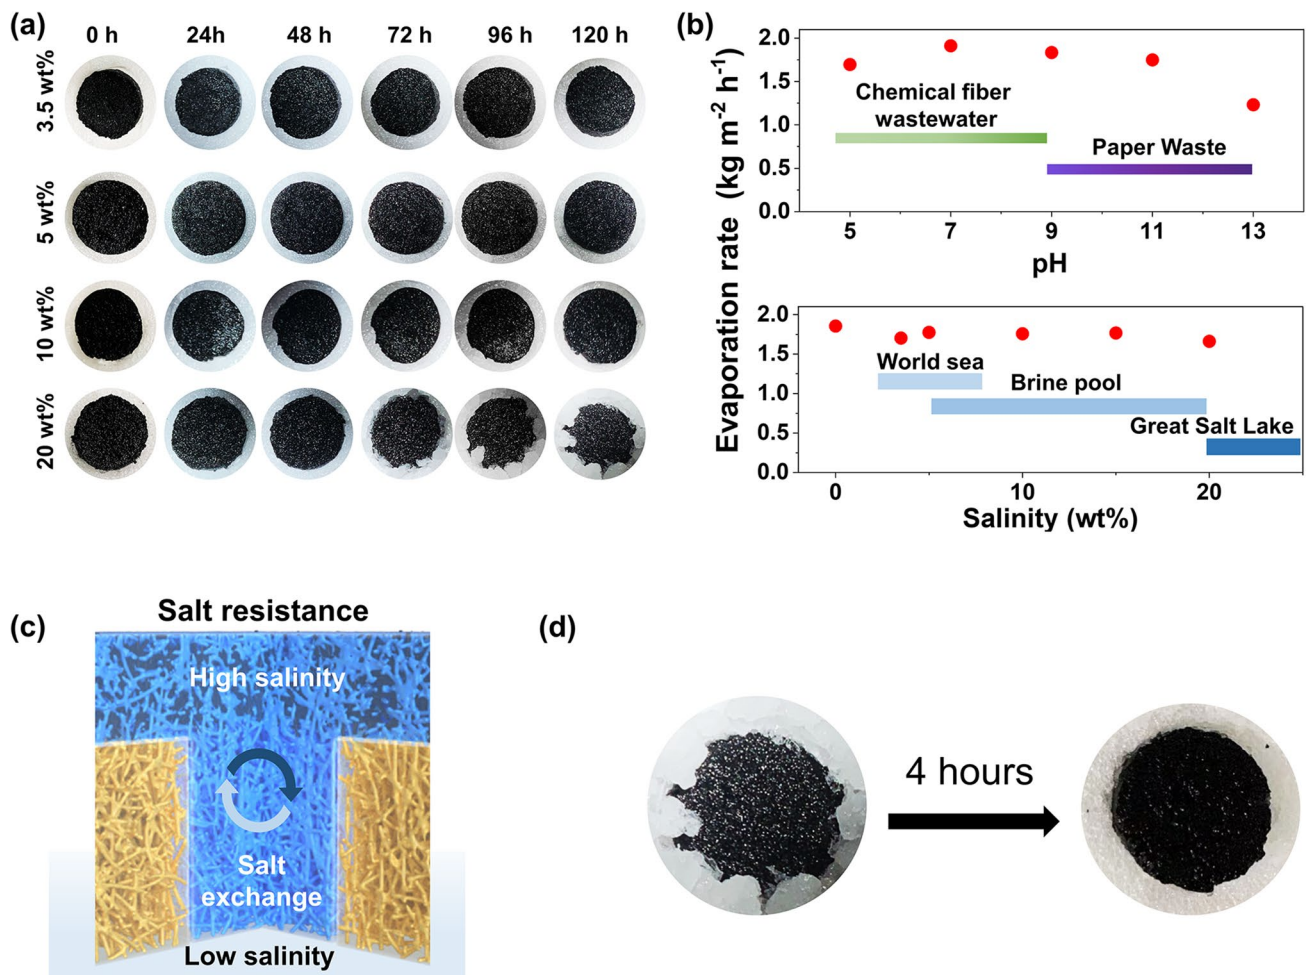 (a)
0 h 24h 48 h 72 h 96 h 120 h
3.5 wt%
5 wt%
10 wt%
20 wt%
(b)
Evaporation rate (kg m⁻² h⁻¹)
2.0
1.5
1.0
0.5
0.0
Chemical fiber
wastewater
Paper Waste
5 7 9 11 13
pH
2.0
1.5
1.0
0.5
0.0
World sea
Brine pool
Great Salt Lake
0 10 20
Salinity (wt%)
(c)
Salt resistance
High salinity
Salt
exchange
Low salinity
(d)
4 hours